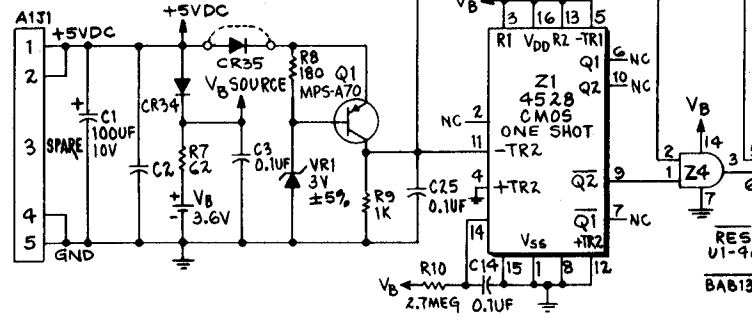 A1J1
+5VDC
1
+5VDC
2
3
SPARE
4
5
GND
+
C1
100UF
10V
C2
CR34
VB SOURCE
R7
62
+
-
VB
3.6V
C3
0.1UF
CR35
R8
180
Q1
MPS-A70
VR1
3V
±5%
R9
1K
C25
0.1UF
VB
3
16
13
5
R1
VDD
R2
-TR1
Q1
6
NC
Q2
10
NC
Z1
4528
CMOS
ONE SHOT
NC
2
11
-TR2
4
+TR2
Q2
9
Q1
7
NC
14
VSS
+TR2
15
1
8
12
VB
R10
2.7MEG
C14
0.1UF
VB
14
2
1
Z4
3
7
5
6
RES
U1-4
BAB13